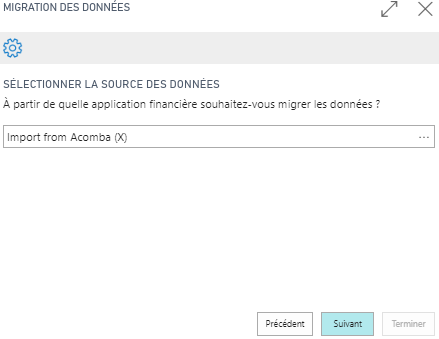 MIGRATION DES DONNÉES
SÉLECTIONNER LA SOURCE DES DONNÉES
À partir de quelle application financière souhaitez-vous migrer les données ?
Import from Acomba (X)
Précédent
Suivant
Terminer